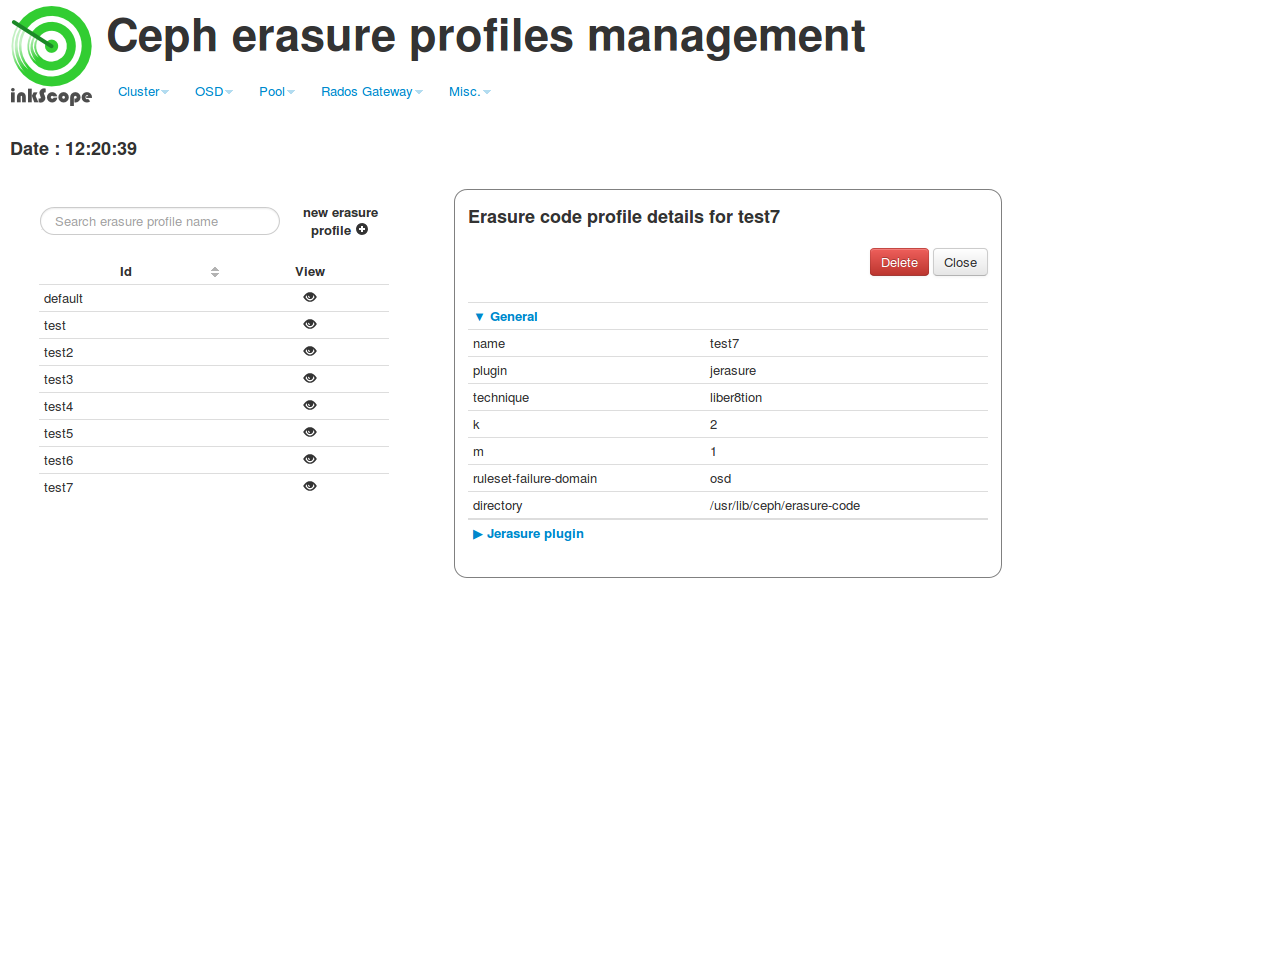 Ceph erasure profiles management
inkScope
Cluster OSD Pool Rados Gateway Misc.
Date : 12:20:39
Search erasure profile name
new erasure
profile
Id View
default
test
test2
test3
test4
test5
test6
test7
Erasure code profile details for test7
Delete Close
▼ General
name test7
plugin jerasure
technique liber8tion
k 2
m 1
ruleset-failure-domain osd
directory /usr/lib/ceph/erasure-code
▶ Jerasure plugin